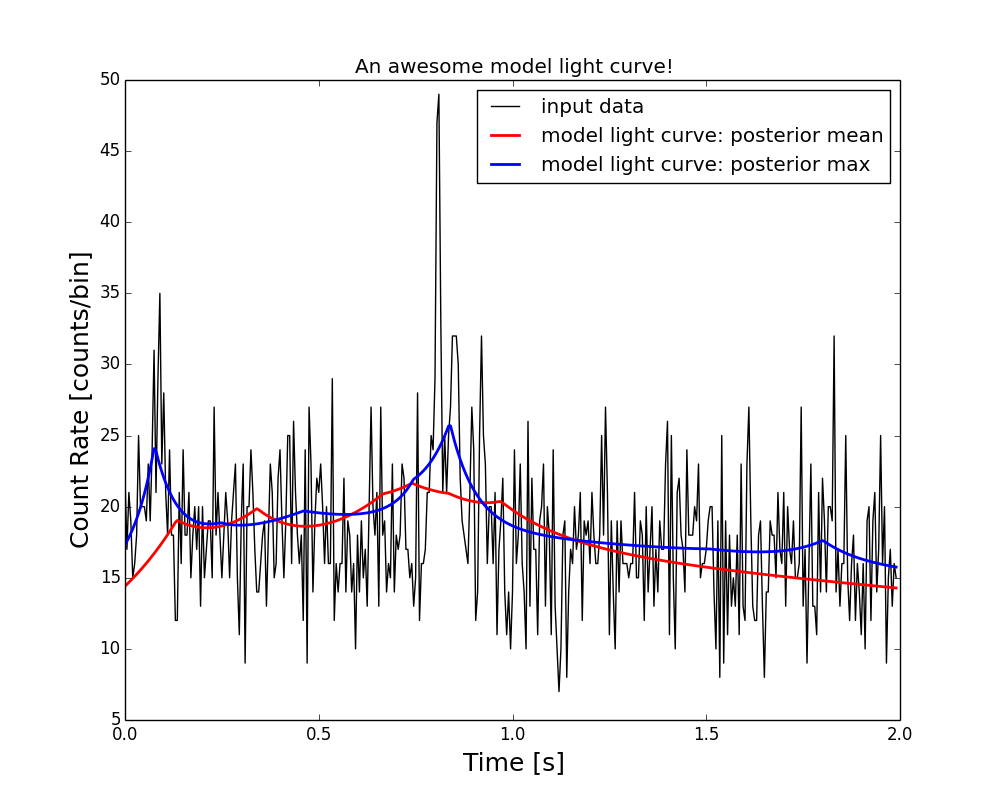 An awesome model light curve!
input data
model light curve: posterior mean
model light curve: posterior max
Count Rate [counts/bin]
50
45
40
35
30
25
20
15
10
5
0.0 0.5 1.0 1.5 2.0
Time [s]